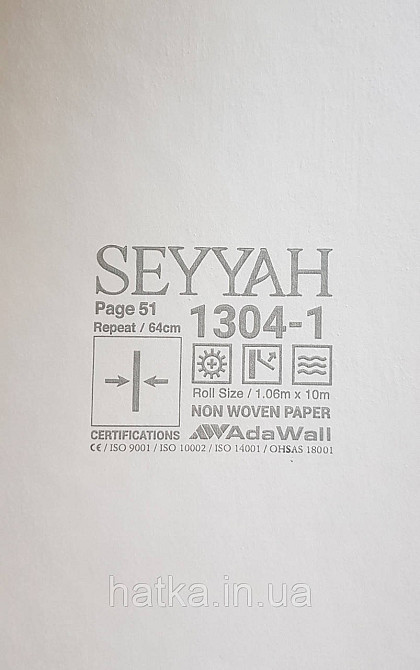 SEYYAH
Page 51
Repeat / 64cm
1304-1
Roll Size / 1.06m x 10m
NON WOVEN PAPER
CERTIFICATIONS
AdaWall
CE / ISO 9001 / ISO 10002 / ISO 14001 / OHSAS 18001
hatka.in.ua